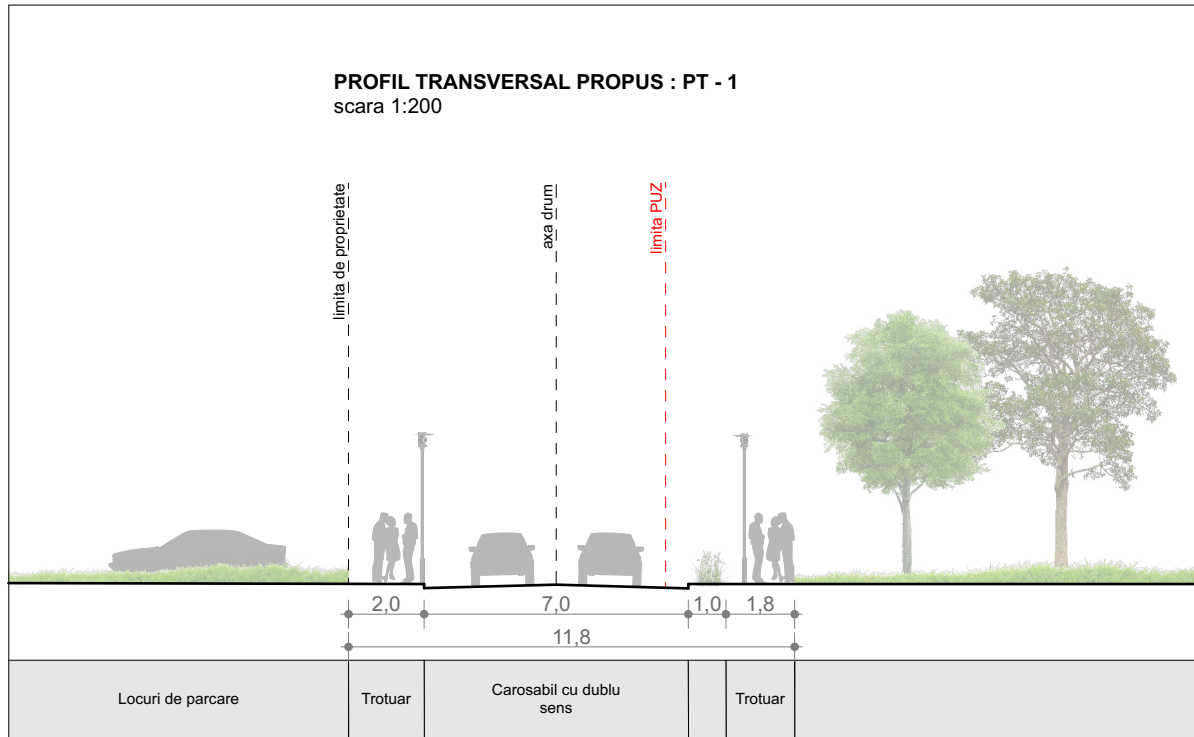 PROFIL TRANSVERSAL PROPUS : PT - 1
scara 1:200
limita de proprietate
axa drum
limita PUZ
2,0
7,0
1,0
1,8
11,8
Locuri de parcare
Trotuar
Carosabil cu dublu
sens
Trotuar